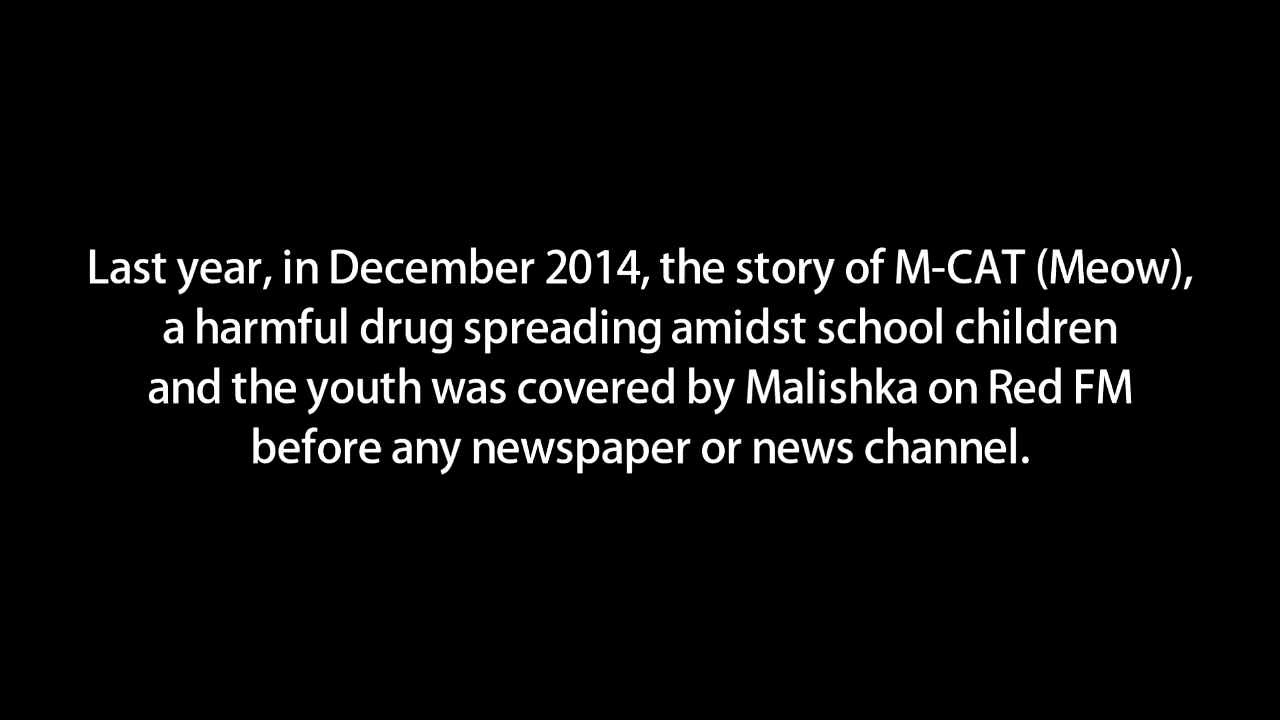 Last year, in December 2014, the story of M-CAT (Meow),
a harmful drug spreading amidst school children
and the youth was covered by Malishka on Red FM
before any newspaper or news channel.